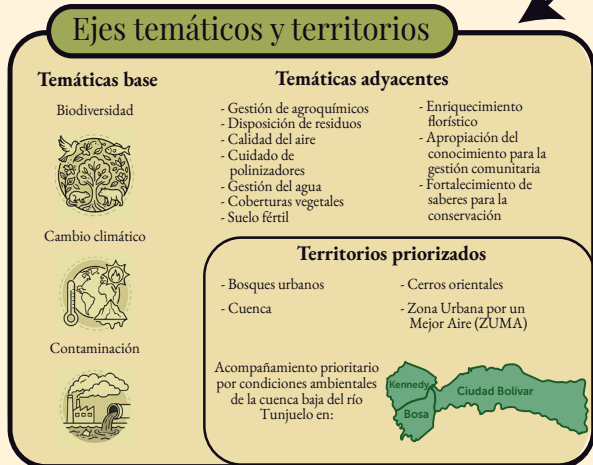 Ejes temáticos y territorios
Temáticas base
Biodiversidad
Cambio climático
Contaminación
Temáticas adyacentes
- Gestión de agroquímicos
- Disposición de residuos
- Calidad del aire
- Cuidado de
polinizadores
- Gestión del agua
- Coberturas vegetales
- Suelo fértil
- Enriquecimiento
florístico
- Apropiación del
conocimiento para la
gestión comunitaria
- Fortalecimiento de
saberes para la
conservación
Territorios priorizados
- Bosques urbanos
- Cuenca
- Cerros orientales
- Zona Urbana por un
Mejor Aire (ZUMA)
Acompañamiento prioritario
por condiciones ambientales
de la cuenca baja del río
Tunjuelo en:
Kennedy
Bosa
Ciudad Bolívar